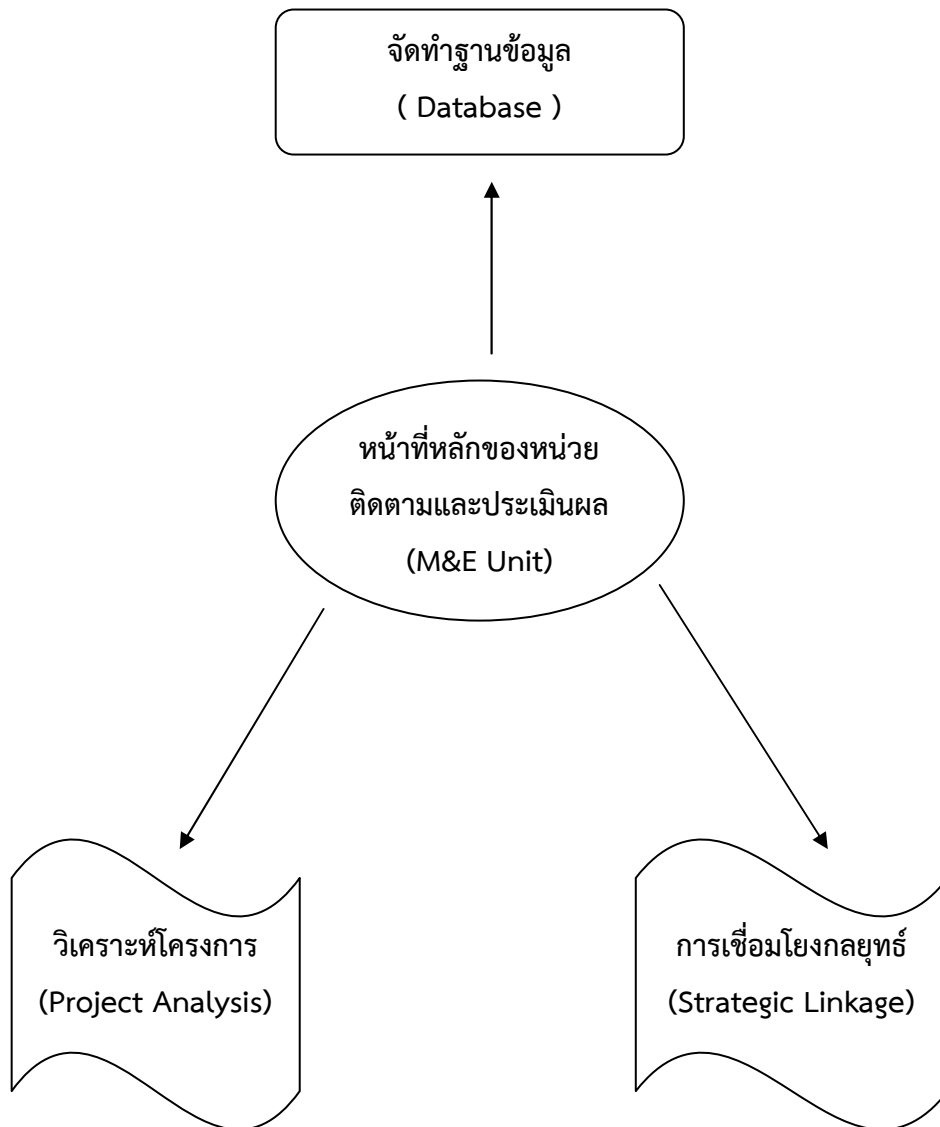 จัดทำฐานข้อมูล
( Database )
หน้าที่หลักของหน่วย
ติดตามและประเมินผล
(M&E Unit)
วิเคราะห์โครงการ
(Project Analysis)
การเชื่อมโยงกลยุทธ์
(Strategic Linkage)